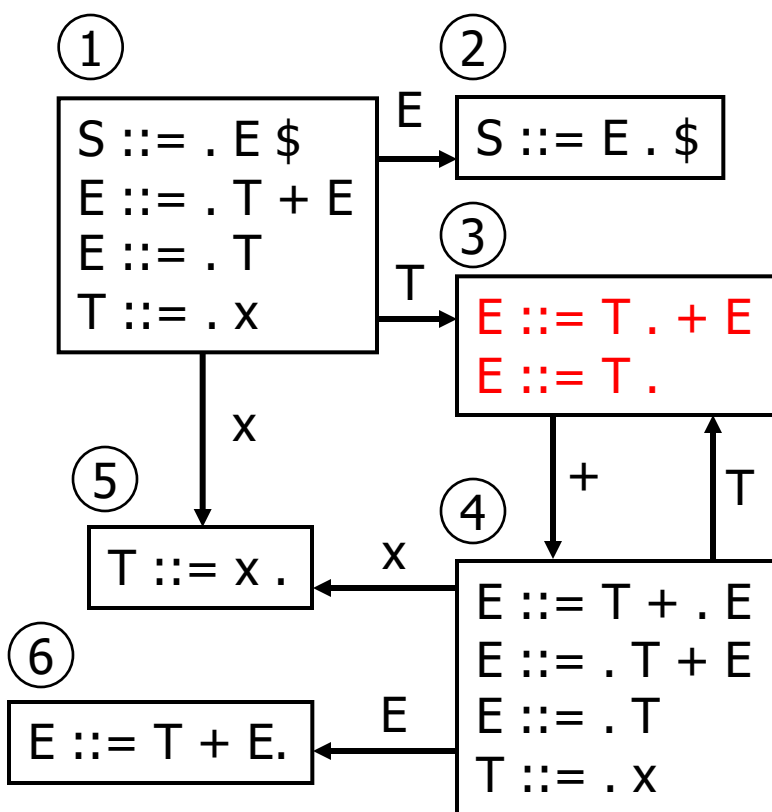 1
S ::= . E $
E ::= . T + E
E ::= . T
T ::= . x
E
2
S ::= E . $
T
3
E ::= T . + E
E ::= T .
x
+
T
5
T ::= x .
x
4
E ::= T + . E
E ::= . T + E
E ::= . T
T ::= . x
6
E ::= T + E.
E